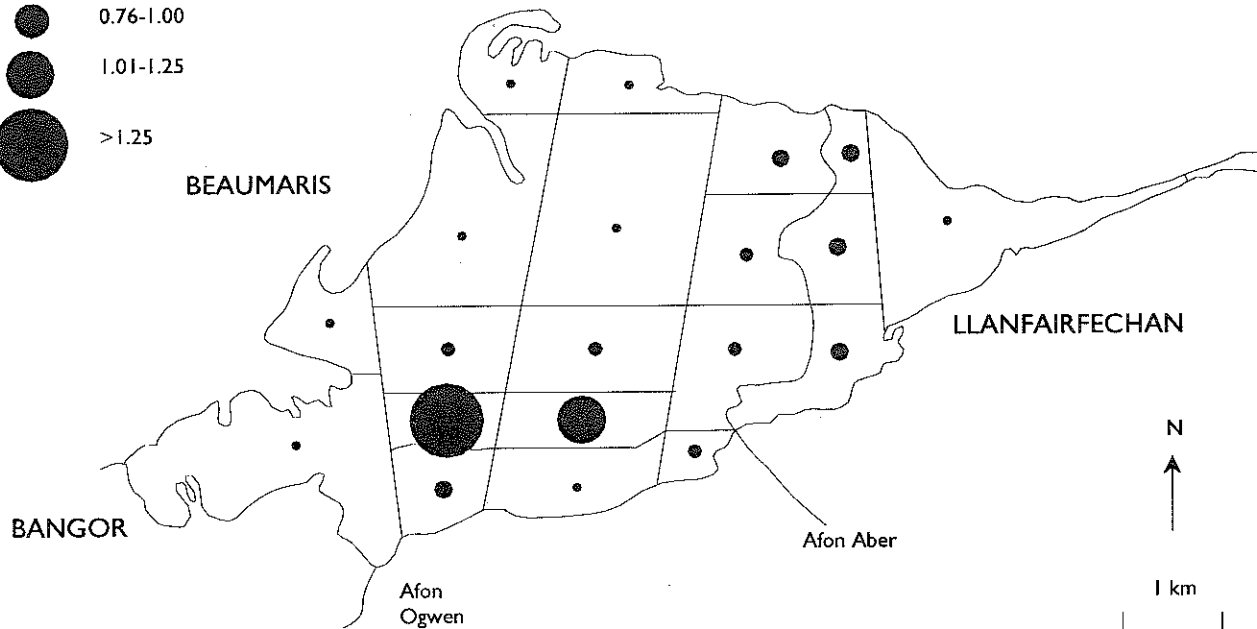 0.76-1.00
1.01-1.25
>1.25
BEAUMARIS
LLANFAIRFECHAN
N
BANGOR
Afon Aber
Afon
Ogwen
1 km